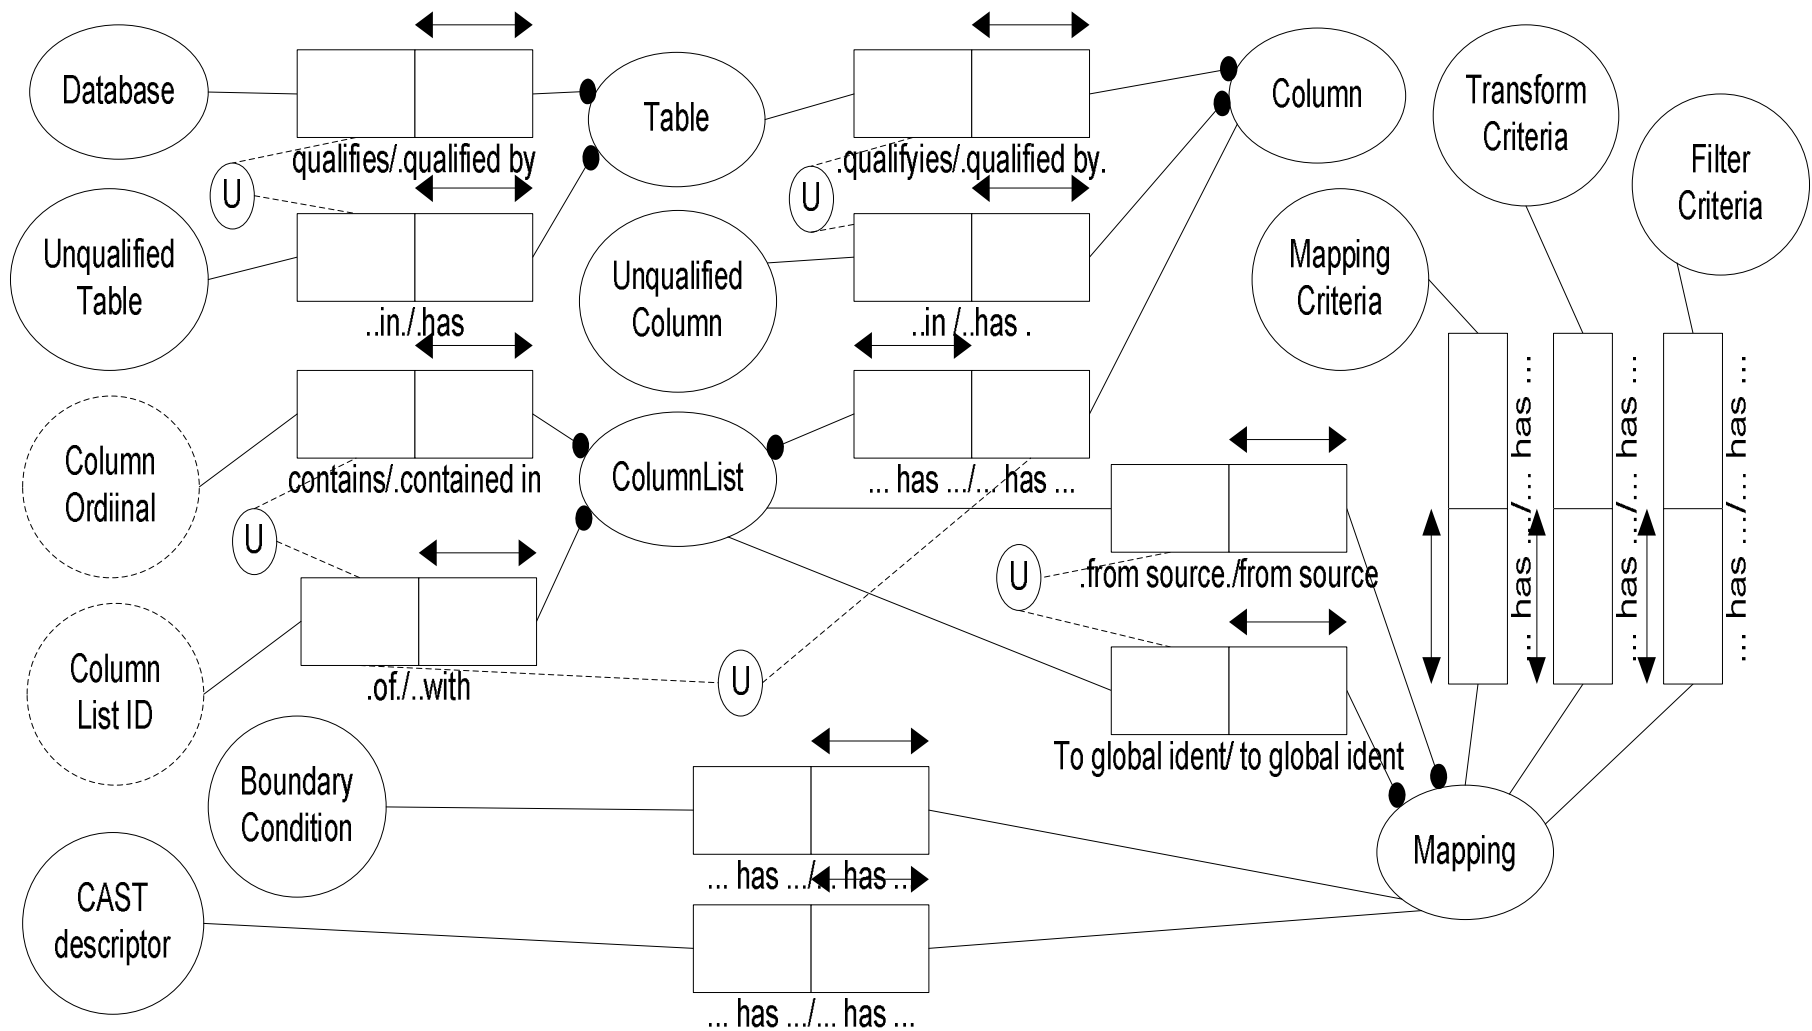 Database
qualifies/.qualified by
U
Table
.qualifyies/.qualified by.
U
Column
Transform
Criteria
Filter
Criteria
Mapping
Criteria
Unqualified
Table
..in./.has
Unqualified
Column
..in /..has .
Column
Ordiinal
contains/.contained in
U
ColumnList
... has .../... has ...
.from source./from source
U
... has .../... has ...
... has .../... has ...
... has .../... has ...
Column
List ID
.of./..with
U
To global ident/ to global ident
Boundary
Condition
... has .../... has ...
Mapping
CAST
descriptor
... has .../... has ...